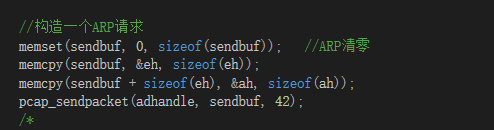 //构造一个ARP请求
memset(sendbuf, 0, sizeof(sendbuf));   //ARP清零
memcpy(sendbuf, &eh, sizeof(eh));
memcpy(sendbuf + sizeof(eh), &ah, sizeof(ah));
pcap_sendpacket(adhandle, sendbuf, 42);
/*